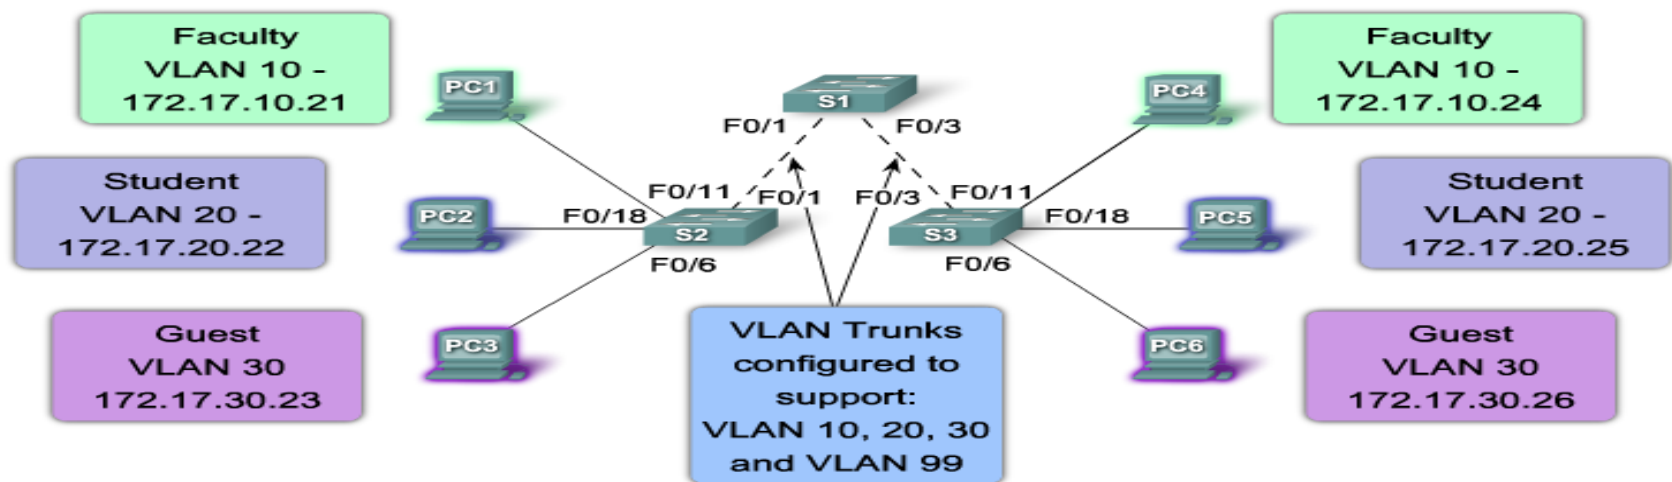 Faculty
VLAN 10 -
172.17.10.21
PC1
S1
PC4
Faculty
VLAN 10 -
172.17.10.24
F0/1
F0/3
Student
VLAN 20 -
172.17.20.22
PC2
F0/11
F0/1
F0/18
S2
F0/6
F0/3
F0/11
F0/18
S3
F0/6
PC5
Student
VLAN 20 -
172.17.20.25
Guest
VLAN 30
172.17.30.23
PC3
VLAN Trunks
configured to
support:
VLAN 10, 20, 30
and VLAN 99
PC6
Guest
VLAN 30
172.17.30.26